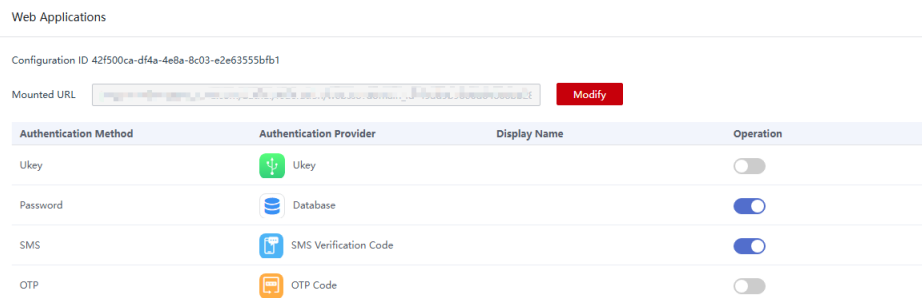 Web Applications
Configuration ID 42f500ca-df4a-4e8a-8c03-e2e63555bfb1
Mounted URL Modify
Authentication Method Authentication Provider Display Name Operation
Ukey Ukey
Password Database
SMS SMS Verification Code
OTP OTP Code